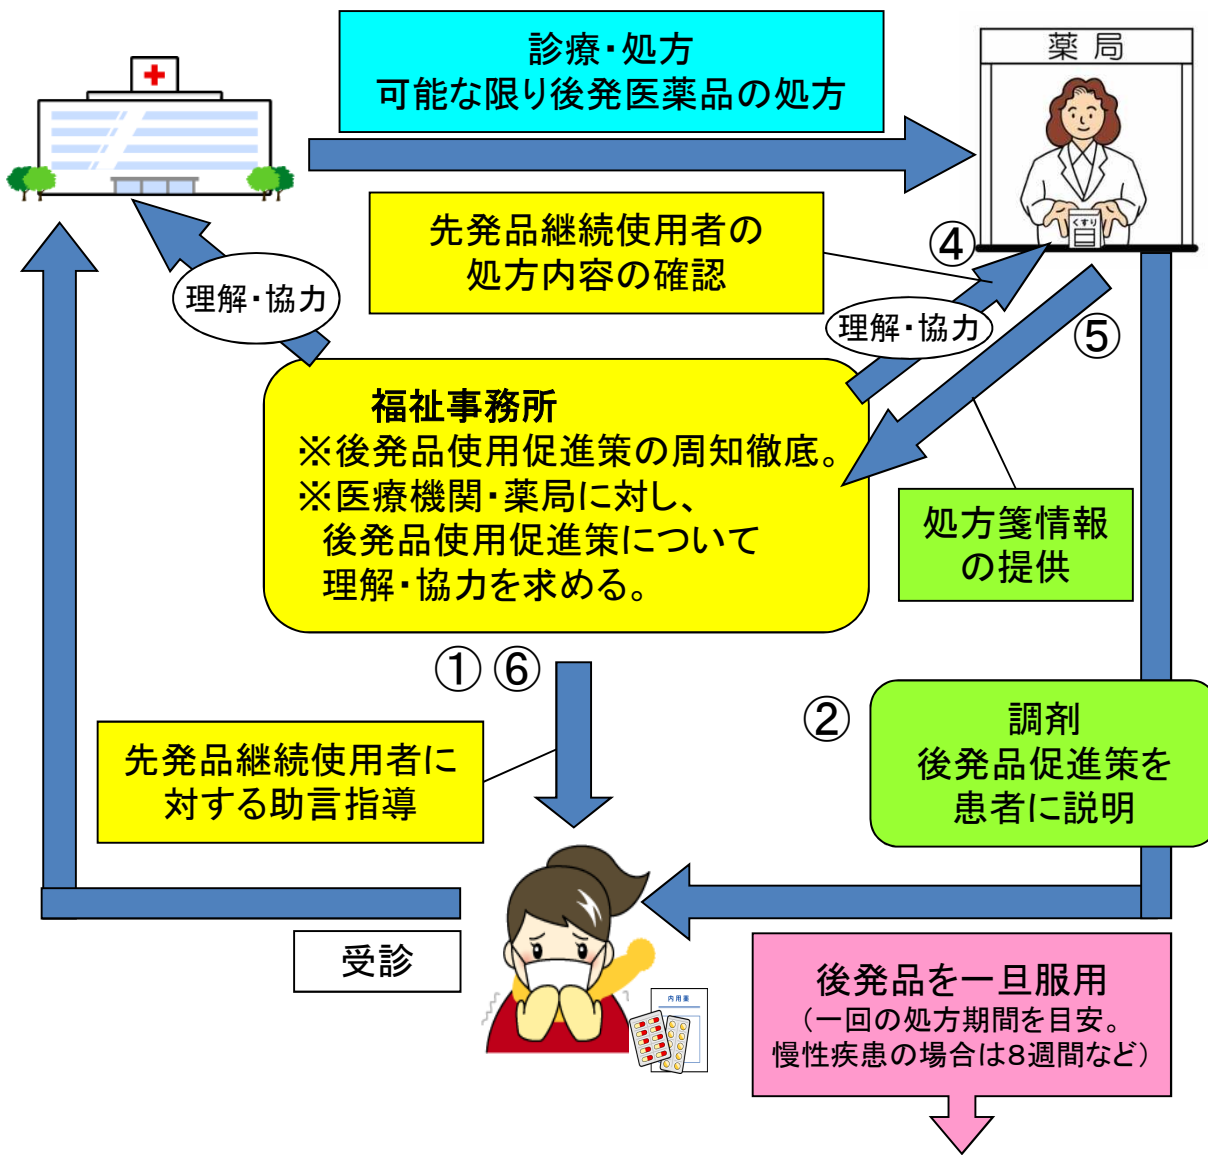 診療・処方
可能な限り後発医薬品の処方
薬局
くすり
先発品継続使用者の
処方内容の確認
④
理解・協力
理解・協力
⑤
福祉事務所
※後発品使用促進策の周知徹底。
※医療機関・薬局に対し、
後発品使用促進策について
理解・協力を求める。
処方箋情報
の提供
① ⑥
②
調剤
後発品促進策を
患者に説明
先発品継続使用者に
対する助言指導
受診
内用薬
後発品を一旦服用
（一回の処方期間を目安。
慢性疾患の場合は８週間など）